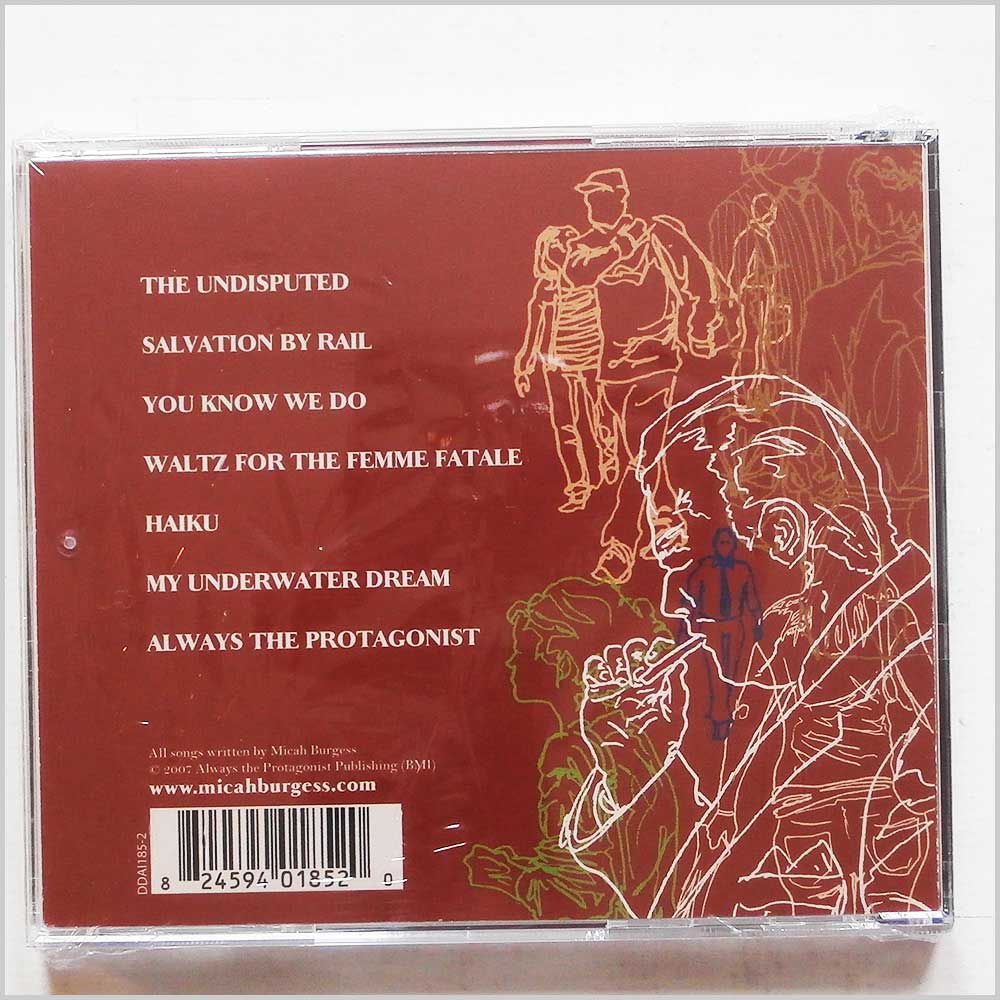 THE UNDISPUTED
SALVATION BY RAIL
YOU KNOW WE DO
WALTZ FOR THE FEMME FATALE
HAIKU
MY UNDERWATER DREAM
ALWAYS THE PROTAGONIST
All songs written by Micah Burgess
© 2007 Always the Protagonist Publishing (BMI)
www.micahburgess.com
DDAI185-2
8 24594 01852 0